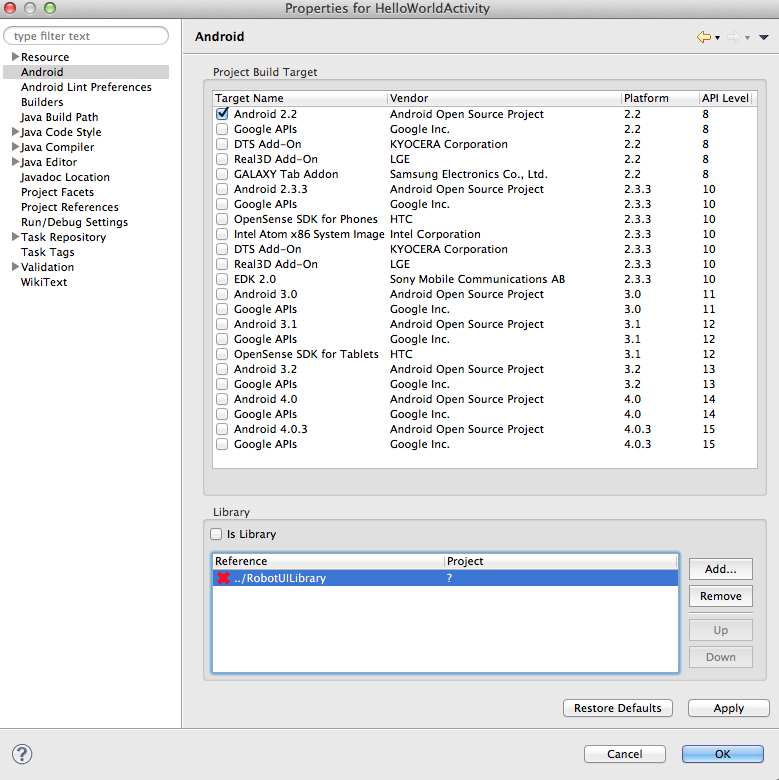 Properties for HelloWorldActivity
type filter text
Resource
Android
Android Lint Preferences
Builders
Java Build Path
Java Code Style
Java Compiler
Java Editor
Javadoc Location
Project Facets
Project References
Run/Debug Settings
Task Repository
Task Tags
Validation
WikiText
Android
Project Build Target
Target Name Vendor Platform API Level
Android 2.2 Android Open Source Project 2.2 8
Google APIs Google Inc. 2.2 8
DTS Add-On KYOCERA Corporation 2.2 8
Real3D Add-On LGE 2.2 8
GALAXY Tab Addon Samsung Electronics Co., Ltd. 2.2 8
Android 2.3.3 Android Open Source Project 2.3.3 10
Google APIs Google Inc. 2.3.3 10
OpenSense SDK for Phones HTC 2.3.3 10
Intel Atom x86 System Image Intel Corporation 2.3.3 10
DTS Add-On KYOCERA Corporation 2.3.3 10
Real3D Add-On LGE 2.3.3 10
EDK 2.0 Sony Mobile Communications AB 2.3.3 10
Android 3.0 Android Open Source Project 3.0 11
Google APIs Google Inc. 3.0 11
Android 3.1 Android Open Source Project 3.1 12
Google APIs Google Inc. 3.1 12
OpenSense SDK for Tablets HTC 3.1 12
Android 3.2 Android Open Source Project 3.2 13
Google APIs Google Inc. 3.2 13
Android 4.0 Android Open Source Project 4.0 14
Google APIs Google Inc. 4.0 14
Android 4.0.3 Android Open Source Project 4.0.3 15
Google APIs Google Inc. 4.0.3 15
Library
Is Library
Reference Project
../RobotUILibrary ?
Add...
Remove
Up
Down
Restore Defaults Apply
? Cancel OK